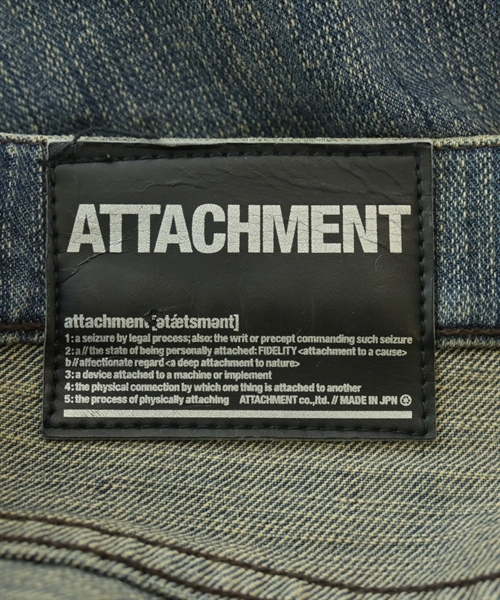 ATTACHMENT
attachment [ətǽtsmənt]
1: a seizure by legal process; also: the writ or precept commanding such seizure
2: a // the state of being personally attached: FIDELITY <attachment to a cause>
b // affectionate regard <a deep attachment to nature>
3: a device attached to a machine or implement
4: the physical connection by which one thing is attached to another
5: the process of physically attaching ATTACHMENT co.,ltd. // MADE IN JPN